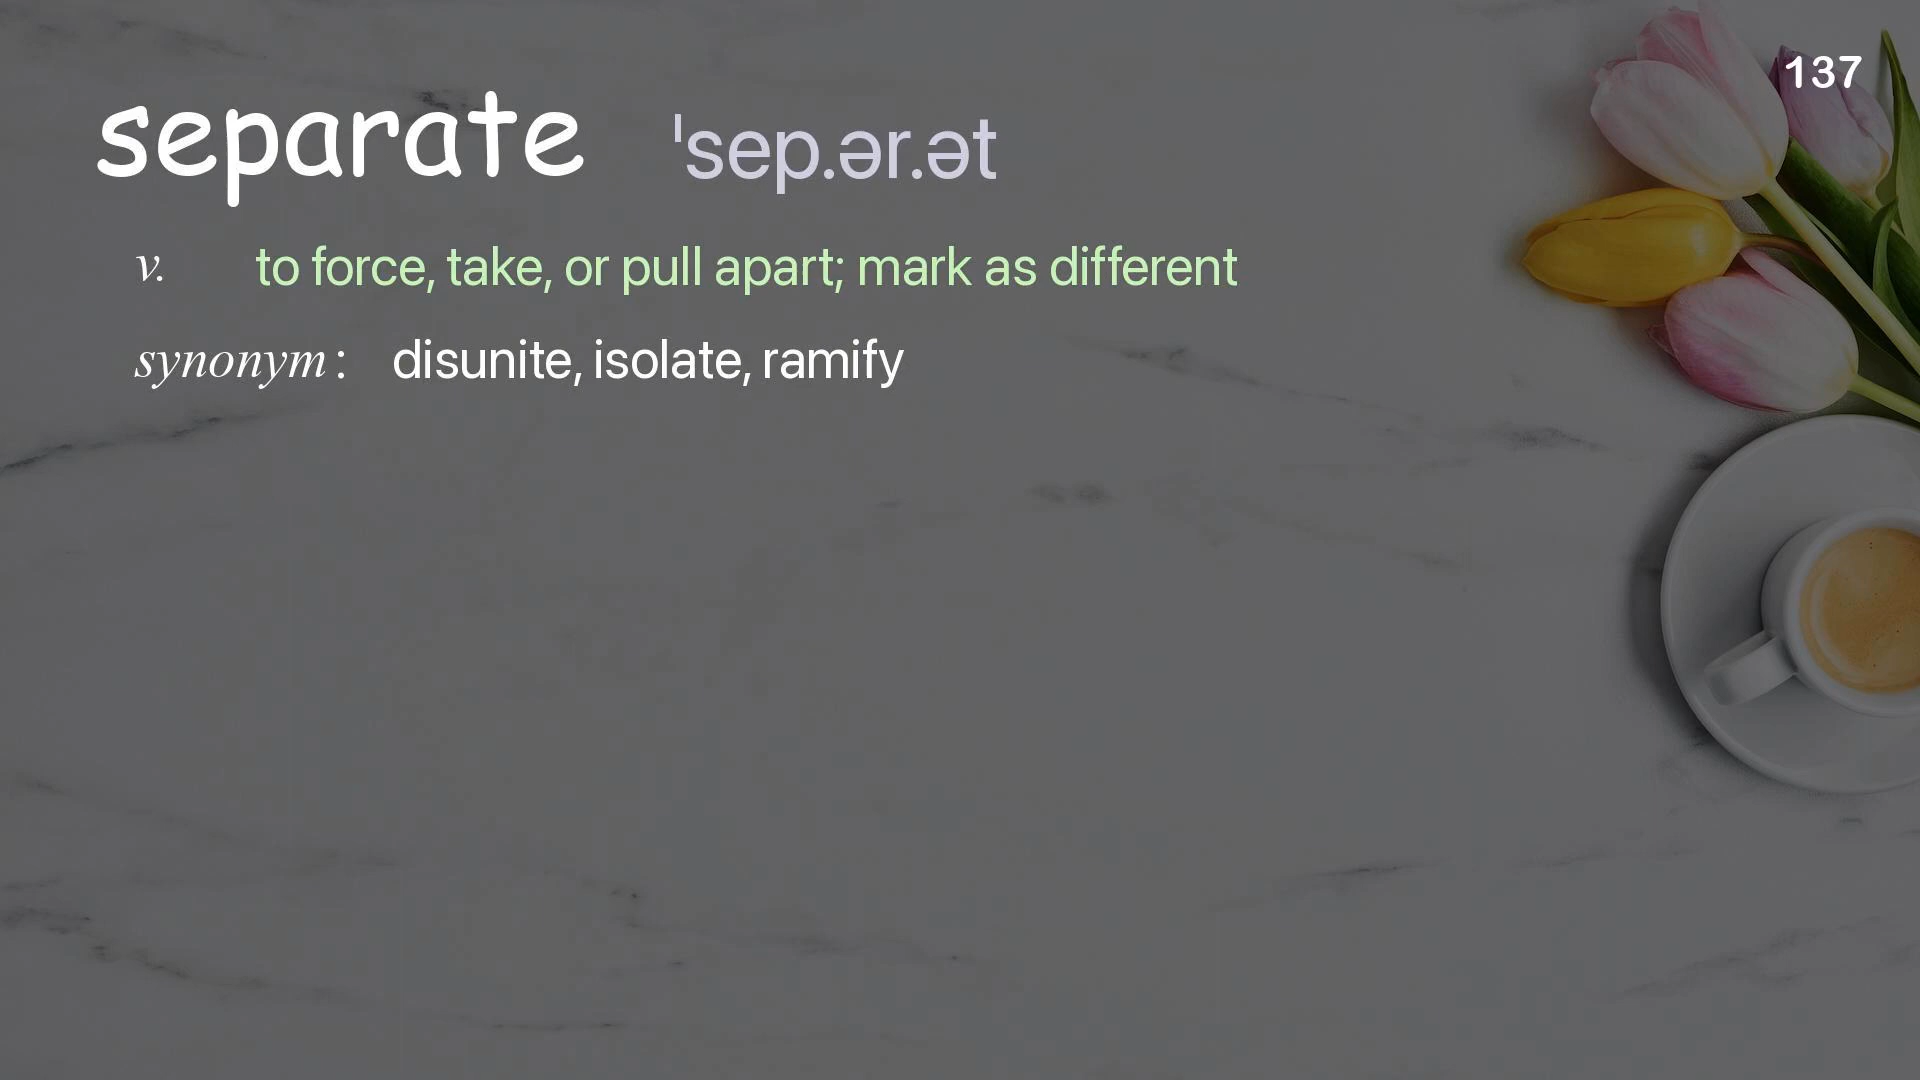 137
separate ˈsep.ər.ət
v. to force, take, or pull apart; mark as different
synonym: disunite, isolate, ramify